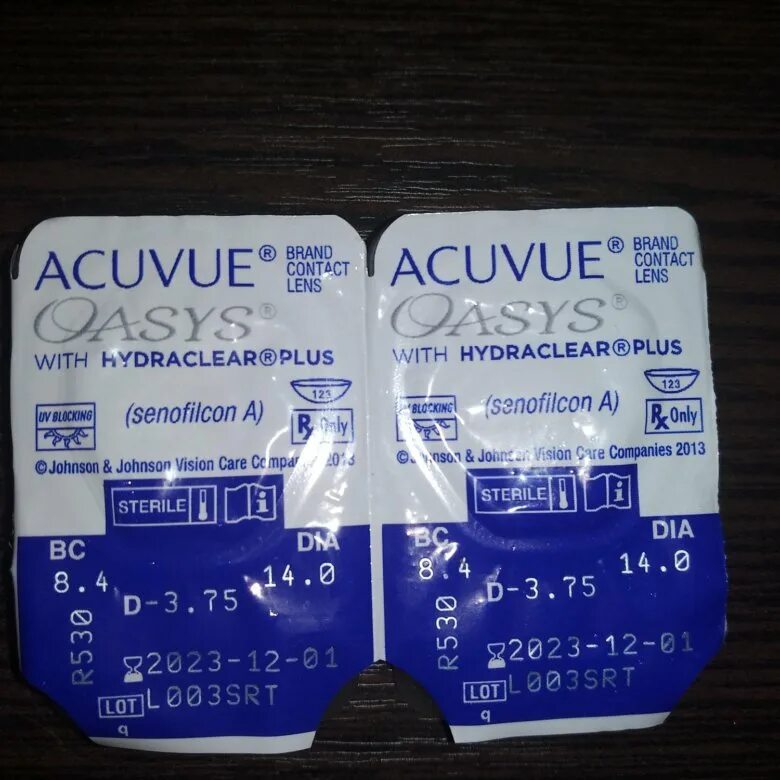 ACUVUE® BRAND CONTACT LENS
OASYS®
WITH HYDRACLEAR®PLUS
123
UV BLOCKING
(senofilcon A)
Rx Only
©Johnson & Johnson Vision Care Companies 2013
STERILE
BC
DIA
8.4
14.0
D-3.75
R530
2023-12-01
LOT L003SRT
q
ACUVUE® BRAND CONTACT LENS
OASYS®
WITH HYDRACLEAR®PLUS
123
UV BLOCKING
(senofilcon A)
Rx Only
©Johnson & Johnson Vision Care Companies 2013
STERILE
BC
DIA
8.4
14.0
D-3.75
R530
2023-12-01
LOT L003SRT
q